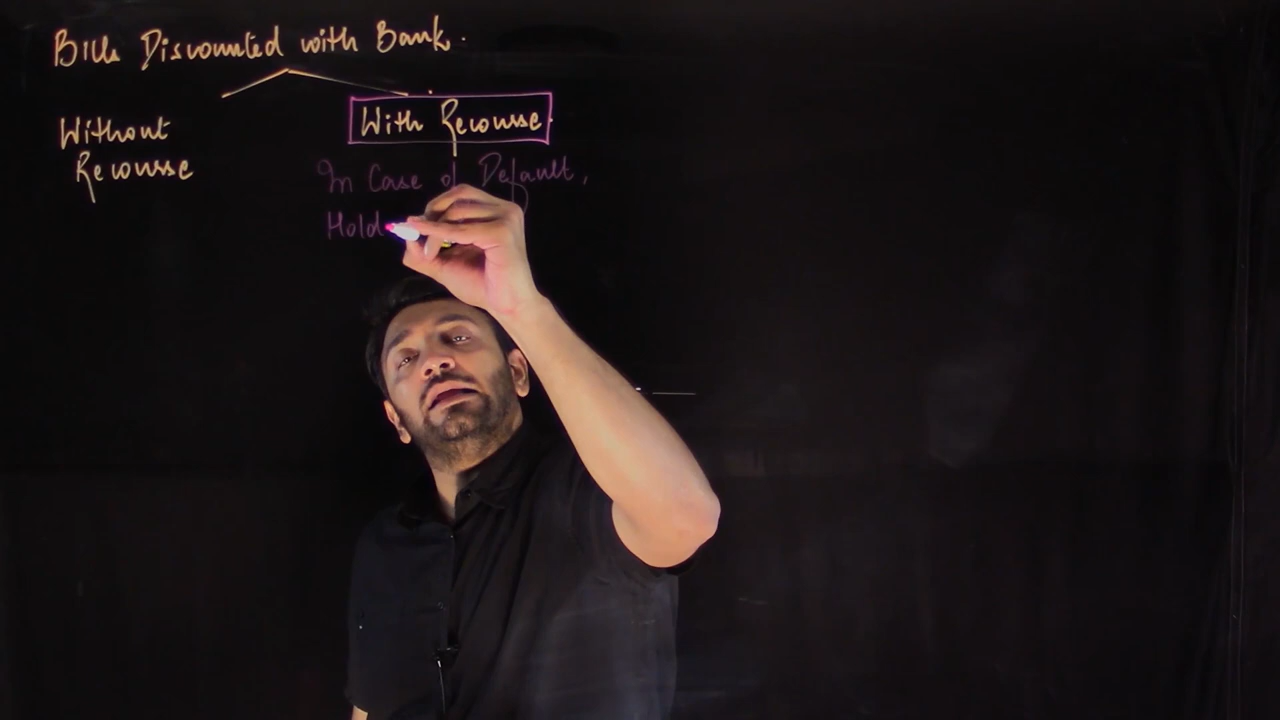 Bills Discounted with Bank.
Without
Recourse
With Recourse.
In Case of Default,
Hold